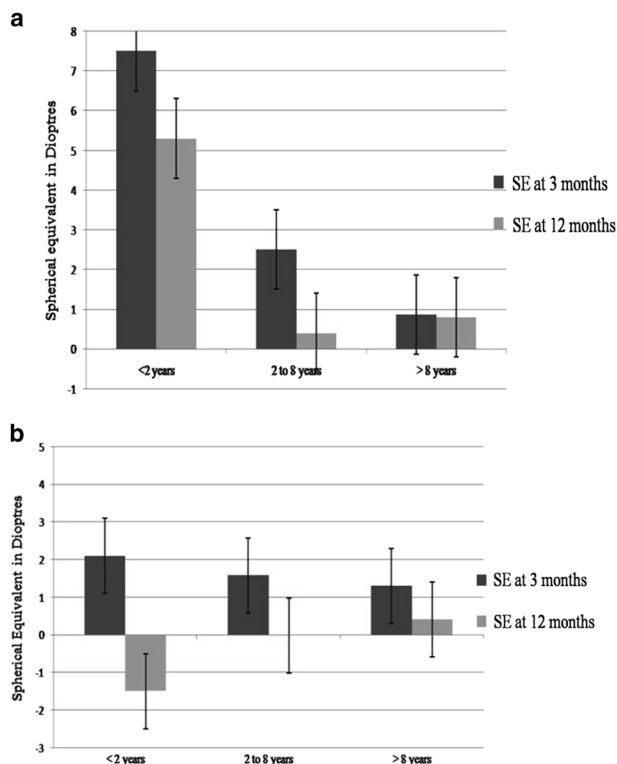 a
8
7
6
5
4
3
2
1
0
-1
Spherical equivalent in Dioptres
<2 years
2 to 8 years
> 8 years
SE at 3 months
SE at 12 months
b
5
4
3
2
1
0
-1
-2
-3
Spherical Equivalent in Dioptres
< 2 years
2 to 8 years
> 8 years
SE at 3 months
SE at 12 months